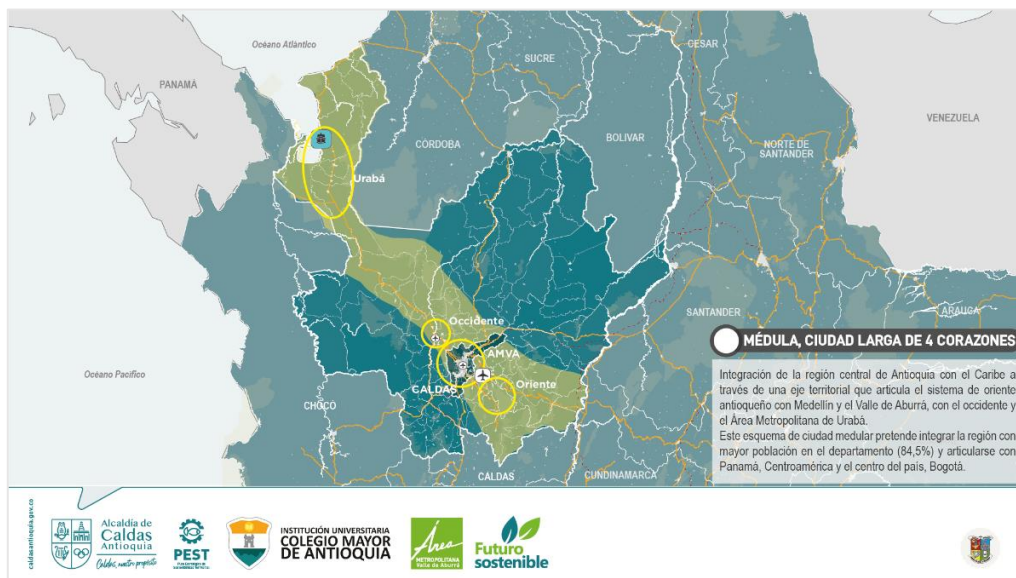 Océano Atlántico
PANAMÁ
SUCRE
CESAR
VENEZUELA
CÓRDOBA
BOLIVAR
NORTE DE
SANTANDER
Urabá
SANTANDER
ARAUCA
Occidente
AMVA
Oriente
CALDAS
Océano Pacífico
CHOCÓ
CALDAS
CUNDINAMARCA
MÉDULA, CIUDAD LARGA DE 4 CORAZONES
Integración de la región central de Antioquia con el Caribe a
través de una eje territorial que articula el sistema de oriente
antioqueño con Medellín y el Valle de Aburrá, con el occidente y
el Área Metropolitana de Urabá.
Este esquema de ciudad medular pretende integrar la región con
mayor población en el departamento (84,5%) y articularse con
Panamá, Centroamérica y el centro del país, Bogotá.
caldasantioquia.gov.co
Alcaldía de
Caldas
Antioquia
Caldas, nuestro propósito
PEST
INSTITUCIÓN UNIVERSITARIA
COLEGIO MAYOR
DE ANTIOQUIA
Área
METROPOLITANA
Valle de Aburrá
Futuro
sostenible